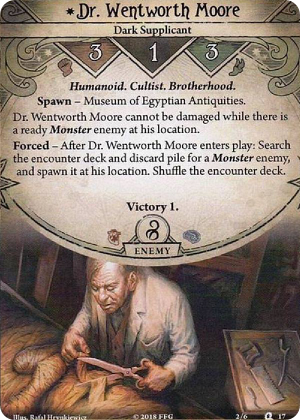 Dr. Wentworth Moore
Dark Supplicant
3 1 3
Humanoid. Cultist. Brotherhood.
Spawn – Museum of Egyptian Antiquities.
Dr. Wentworth Moore cannot be damaged while there is
a ready Monster enemy at his location.
Forced – After Dr. Wentworth Moore enters play: Search
the encounter deck and discard pile for a Monster enemy,
and spawn it at his location. Shuffle the encounter deck.
Victory 1.
ENEMY
Illus. Rafał Hrynkiewicz © 2018 FFG 2/6 17